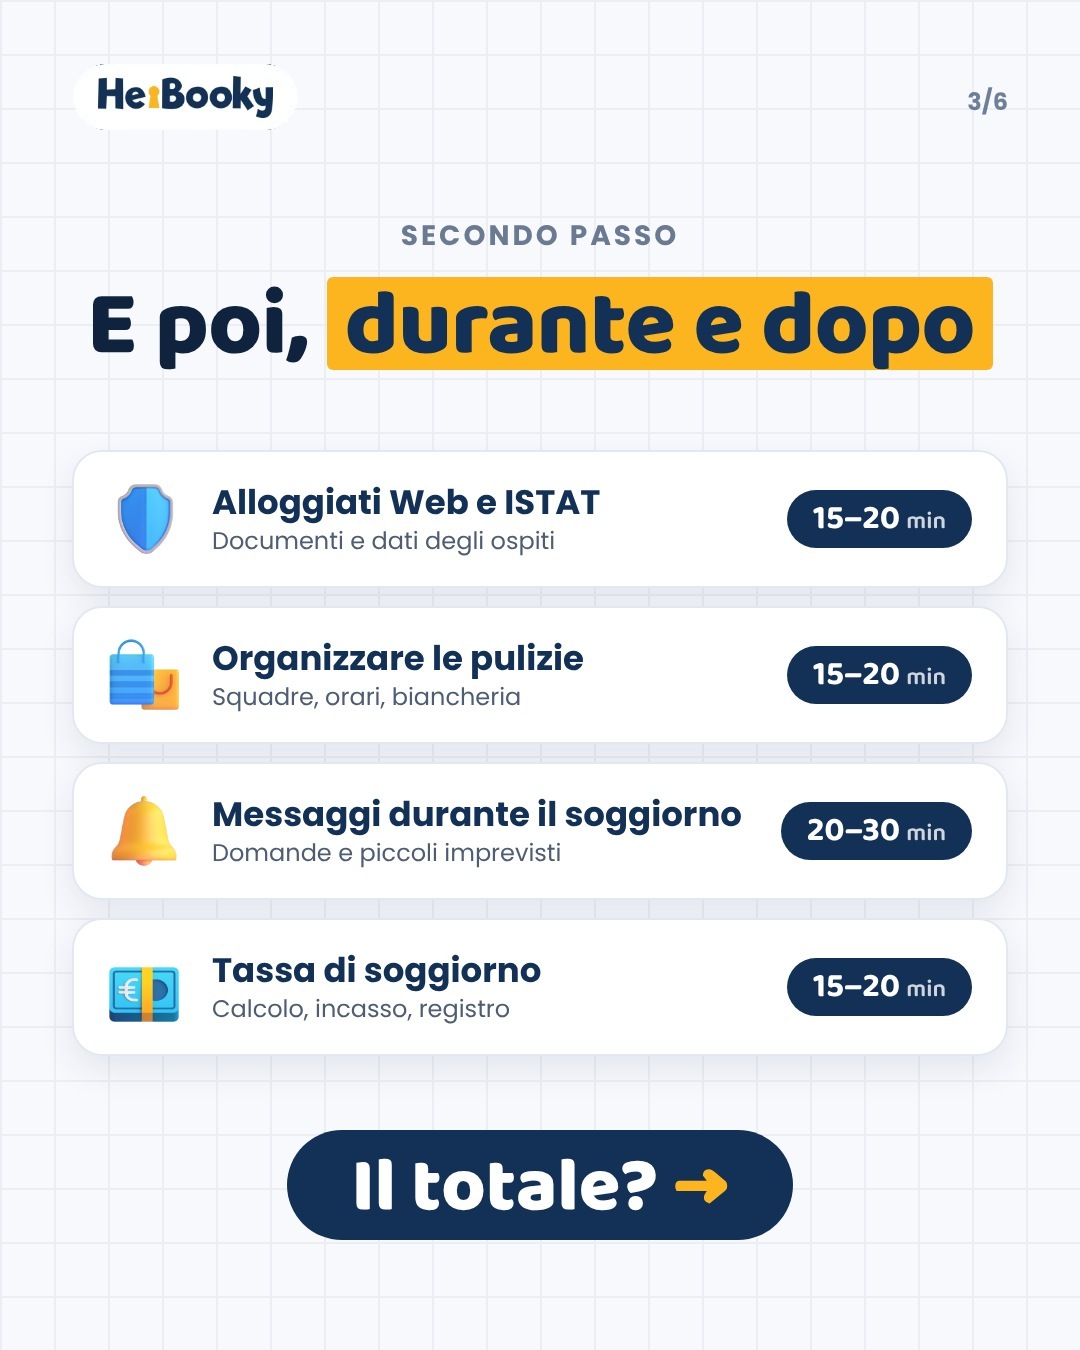 HeiBooky
3/6
SECONDO PASSO
E poi, durante e dopo
Alloggiati Web e ISTAT
Documenti e dati degli ospiti
15–20 min
Organizzare le pulizie
Squadre, orari, biancheria
15–20 min
Messaggi durante il soggiorno
Domande e piccoli imprevisti
20–30 min
€
Tassa di soggiorno
Calcolo, incasso, registro
15–20 min
Il totale? →